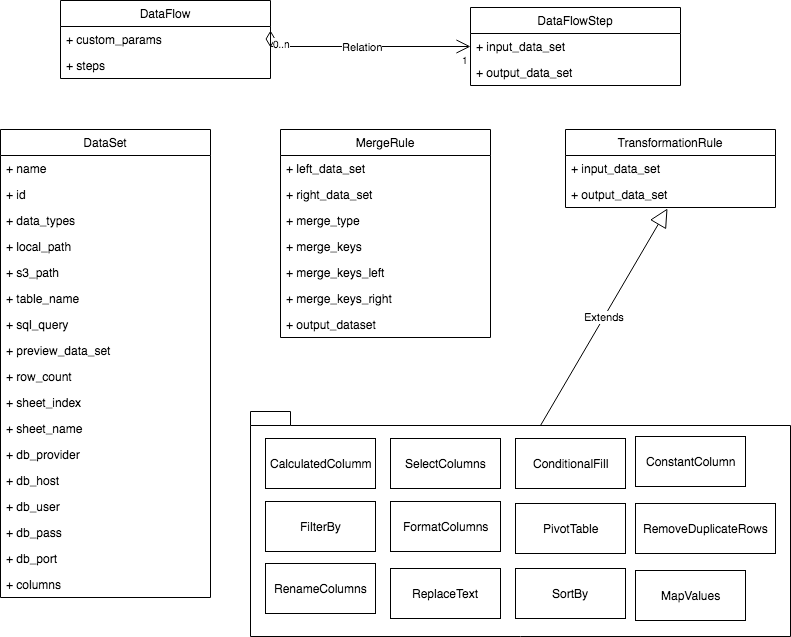 DataFlow
+ custom_params
+ steps
0..n
Relation
1
DataFlowStep
+ input_data_set
+ output_data_set
DataSet
+ name
+ id
+ data_types
+ local_path
+ s3_path
+ table_name
+ sql_query
+ preview_data_set
+ row_count
+ sheet_index
+ sheet_name
+ db_provider
+ db_host
+ db_user
+ db_pass
+ db_port
+ columns
MergeRule
+ left_data_set
+ right_data_set
+ merge_type
+ merge_keys
+ merge_keys_left
+ merge_keys_right
+ output_dataset
TransformationRule
+ input_data_set
+ output_data_set
Extends
CalculatedColumm
SelectColumns
ConditionalFill
ConstantColumn
FilterBy
FormatColumns
PivotTable
RemoveDuplicateRows
RenameColumns
ReplaceText
SortBy
MapValues